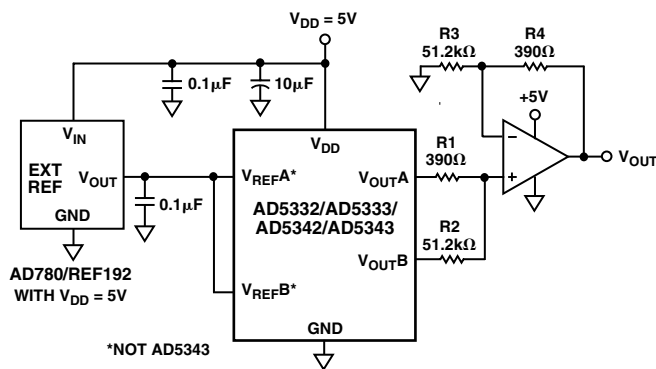 V_DD = 5V
0.1µF
10µF
R3
51.2kΩ
R4
390Ω
+5V
V_IN
EXT
REF
V_OUT
GND
0.1µF
AD780/REF192
WITH V_DD = 5V
V_DD
V_REFA*
V_OUTA
AD5332/AD5333/
AD5342/AD5343
V_OUTB
V_REFB*
GND
R1
390Ω
R2
51.2kΩ
−
+
V_OUT
*NOT AD5343